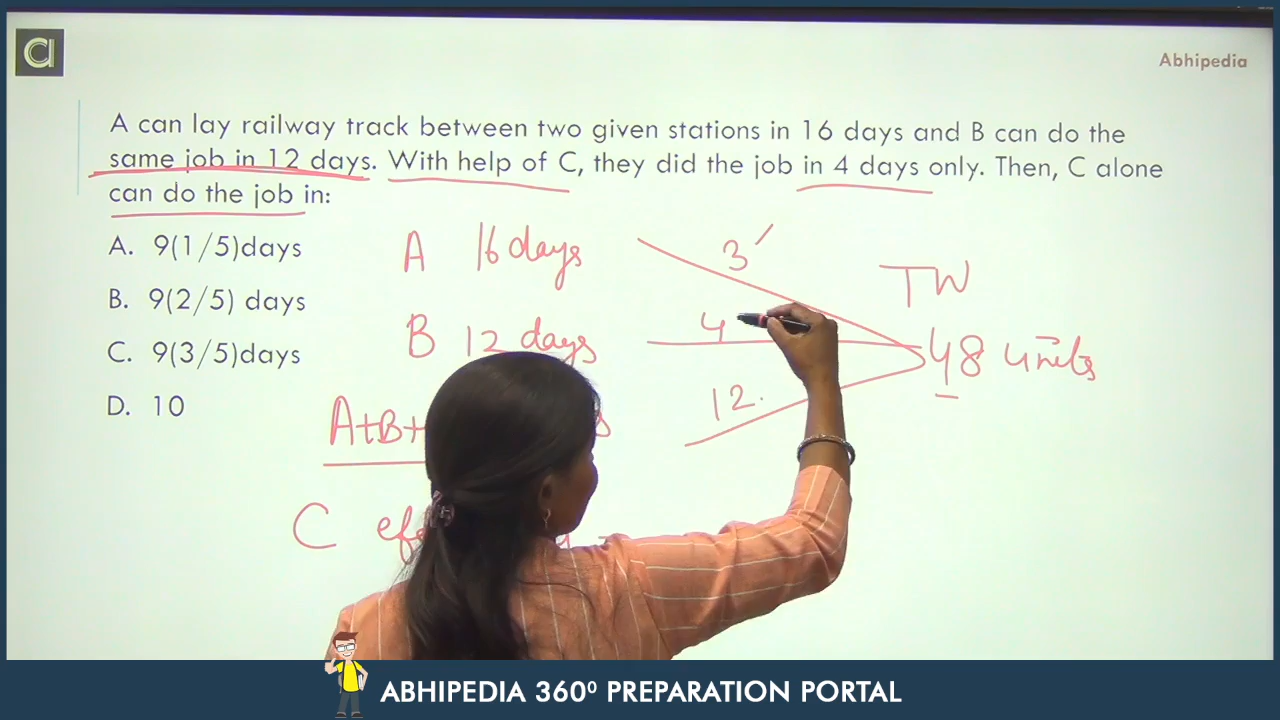 Abhipedia
A can lay railway track between two given stations in 16 days and B can do the
same job in 12 days. With help of C, they did the job in 4 days only. Then, C alone
can do the job in:
A. 9(1/5)days
B. 9(2/5) days
C. 9(3/5)days
D. 10
A 16 days
3
TW
B 12 days
4
48 units
A+B+
12.
C
ABHIPEDIA 360⁰ PREPARATION PORTAL